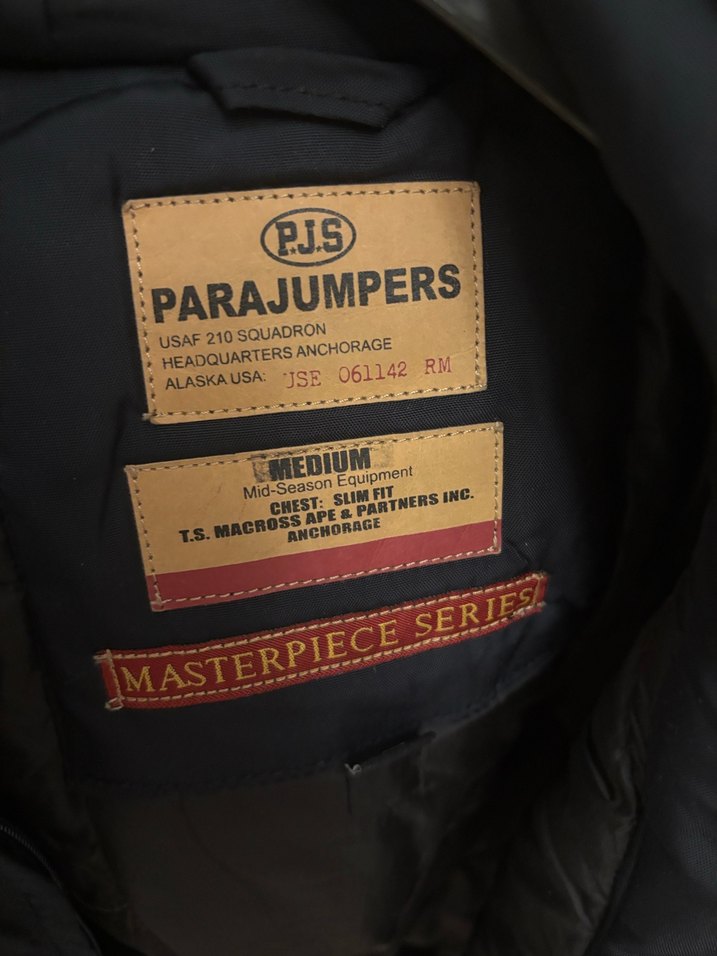 P.J.S
PARAJUMPERS
USAF 210 SQUADRON
HEADQUARTERS ANCHORAGE
ALASKA USA: USE 061142 RM
MEDIUM
Mid-Season Equipment
CHEST: SLIM FIT
T.S. MACROSS APE & PARTNERS INC.
ANCHORAGE
MASTERPIECE SERIES